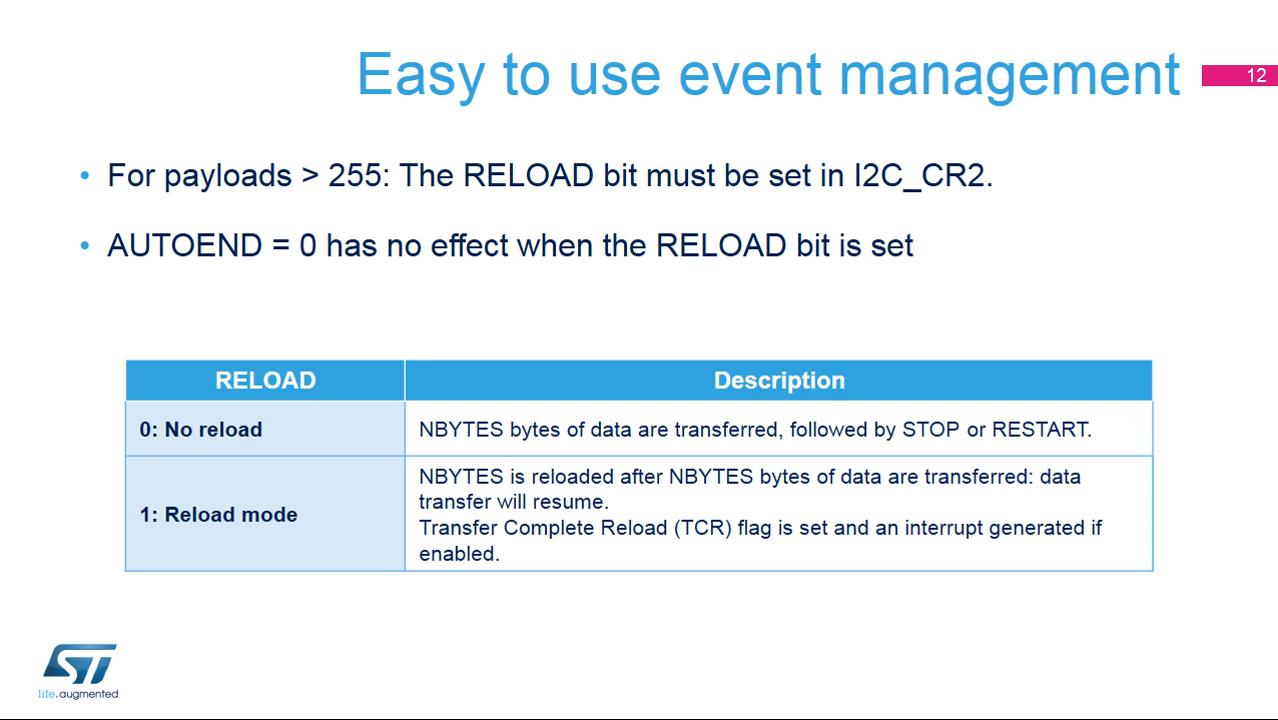 Easy to use event management
12
• For payloads > 255: The RELOAD bit must be set in I2C_CR2.
• AUTOEND = 0 has no effect when the RELOAD bit is set
RELOAD
Description
0: No reload
NBYTES bytes of data are transferred, followed by STOP or RESTART.
1: Reload mode
NBYTES is reloaded after NBYTES bytes of data are transferred: data
transfer will resume.
Transfer Complete Reload (TCR) flag is set and an interrupt generated if
enabled.
ST
life.augmented